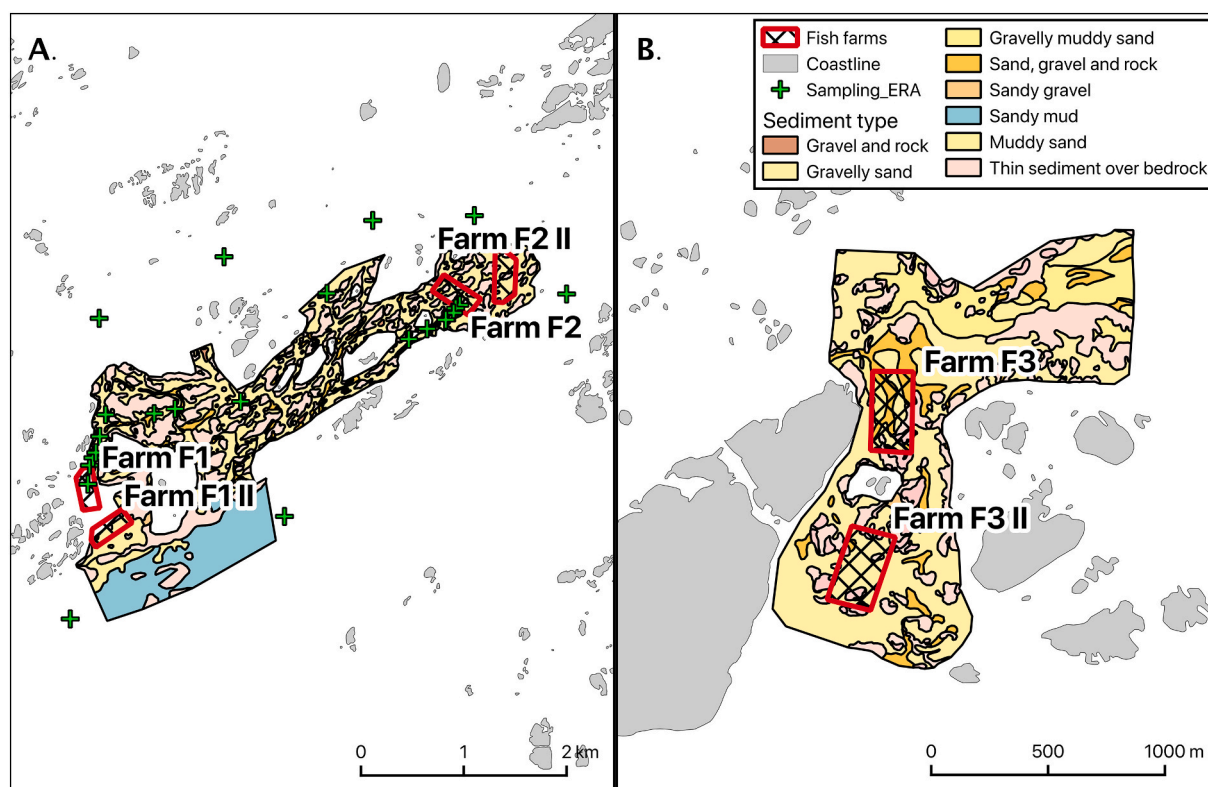 A.
Farm F2 II
Farm F2
Farm F1
Farm F1 II
0 1 2 km
B.
Fish farms
Coastline
Sampling_ERA
Sediment type
Gravel and rock
Gravelly sand
Gravelly muddy sand
Sand, gravel and rock
Sandy gravel
Sandy mud
Muddy sand
Thin sediment over bedrock
Farm F3
Farm F3 II
0 500 1000 m